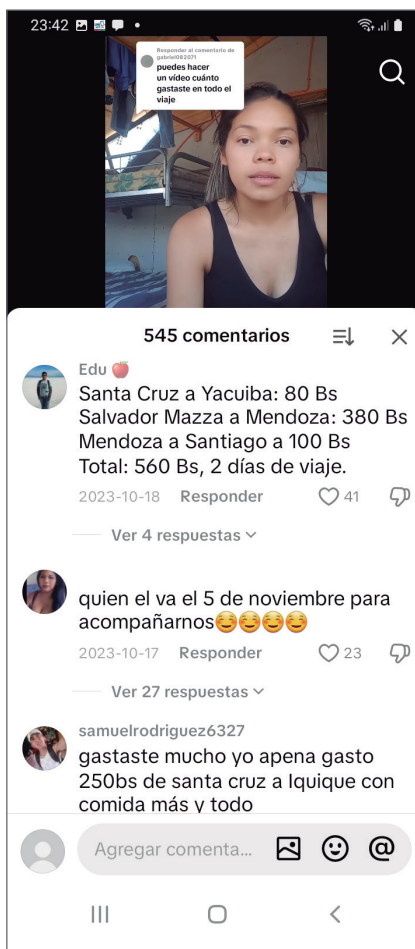 23:42
Responder al comentario de
gabriel082071
puedes hacer
un vídeo cuánto
gastaste en todo el
viaje
545 comentarios
Edu 🍎
Santa Cruz a Yacuiba: 80 Bs
Salvador Mazza a Mendoza: 380 Bs
Mendoza a Santiago a 100 Bs
Total: 560 Bs, 2 días de viaje.
2023-10-18 Responder 41
Ver 4 respuestas
quien el va el 5 de noviembre para
acompañarnos☺️☺️☺️☺️
2023-10-17 Responder 23
Ver 27 respuestas
samuelrodriguez6327
gastaste mucho yo apena gasto
250bs de santa cruz a Iquique con
comida más y todo
Agregar comenta... @